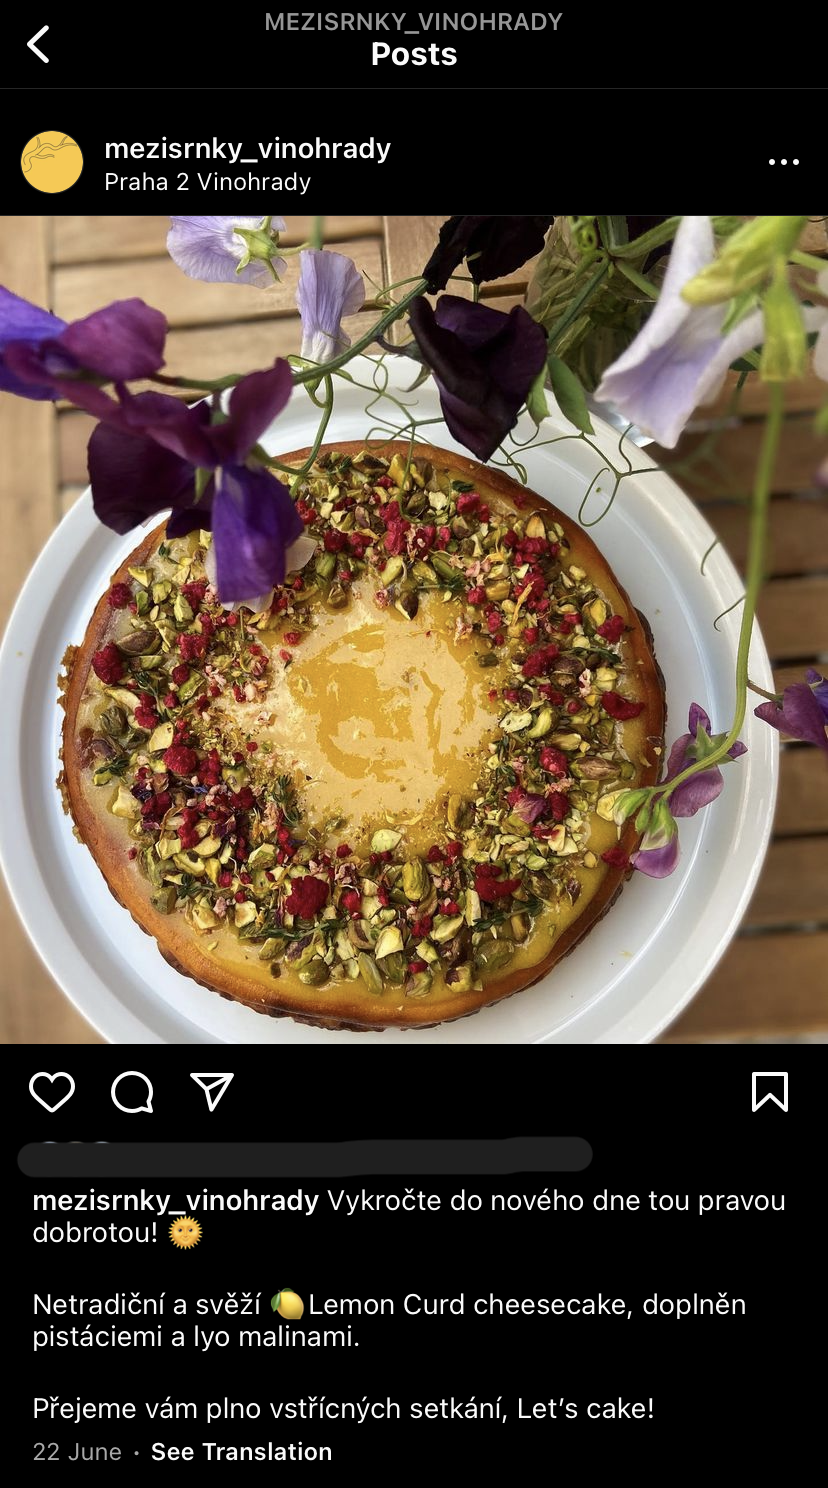 MEZISRNKY_VINOHRADY
Posts
mezisrnky_vinohrady
Praha 2 Vinohrady
mezisrnky_vinohrady Vykročte do nového dne tou pravou
dobrotou! 🌞
Netradiční a svěží 🍋Lemon Curd cheesecake, doplněn
pistáciemi a lyo malinami.
Přejeme vám plno vstřícných setkání, Let’s cake!
22 June · See Translation